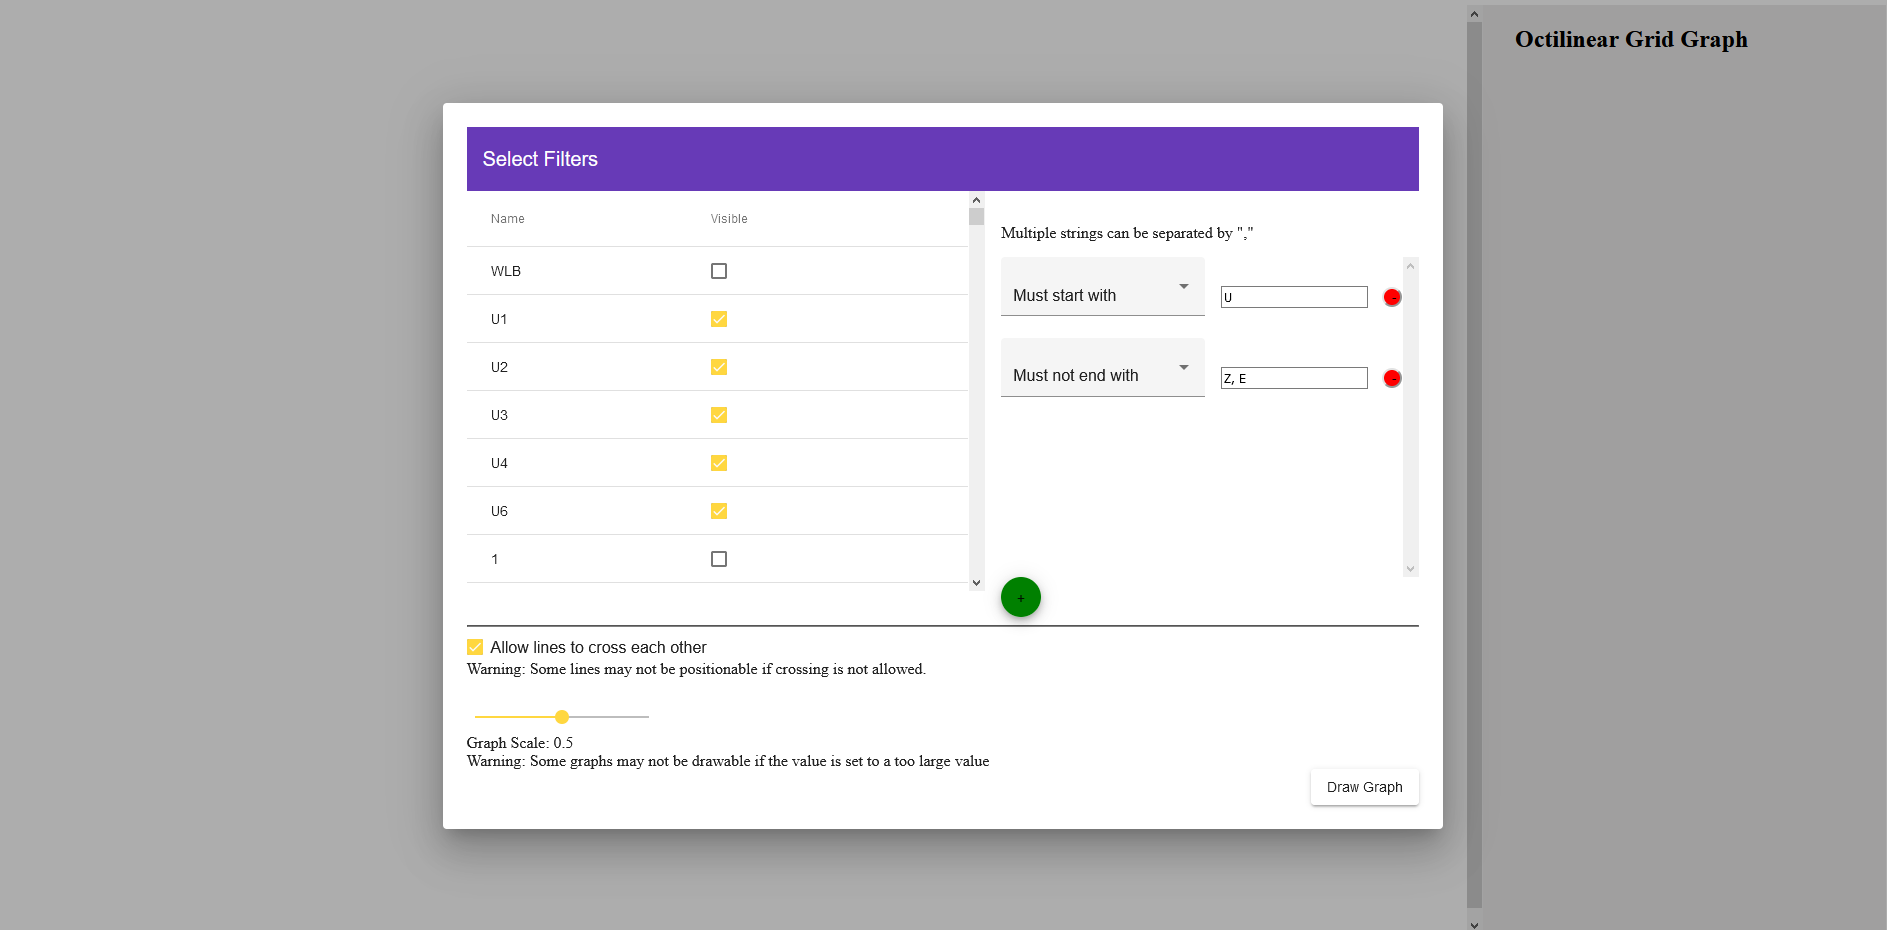 Octilinear Grid Graph
Select Filters
Name Visible
WLB
U1
U2
U3
U4
U6
1
Multiple strings can be separated by ","
Must start with U -
Must not end with Z, E
+
Allow lines to cross each other
Warning: Some lines may not be positionable if crossing is not allowed.
Graph Scale: 0.5
Warning: Some graphs may not be drawable if the value is set to a too large value
Draw Graph